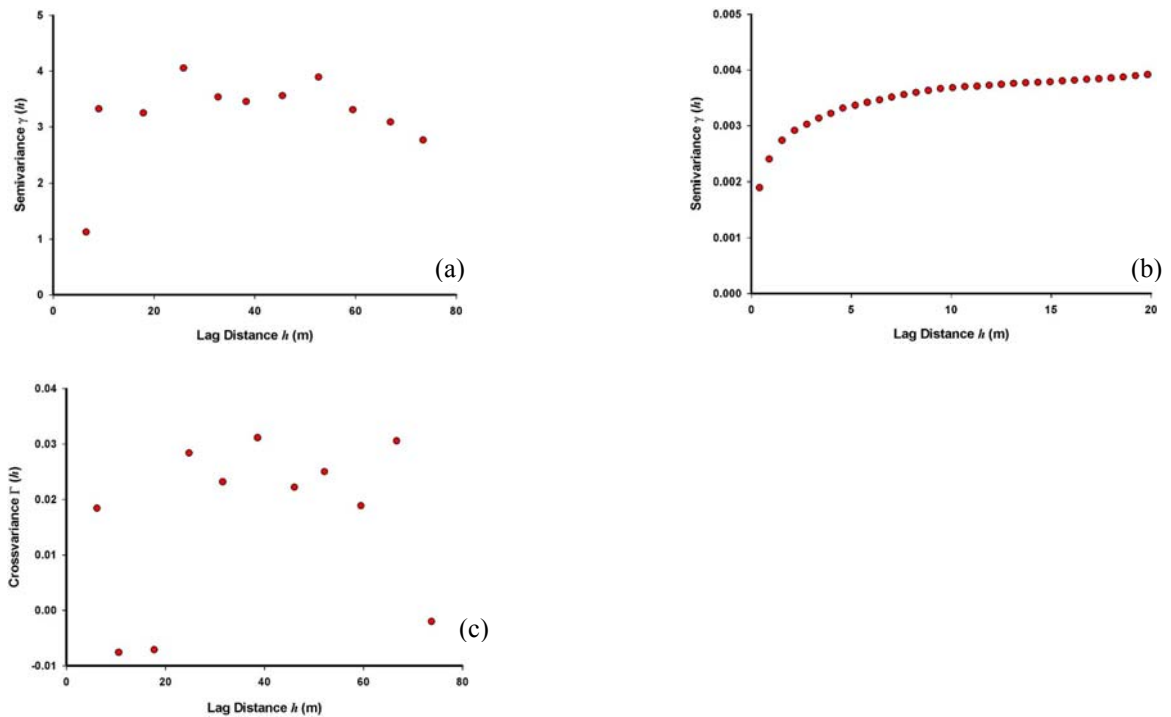 5
4
3
2
1
0
Semivariance γ (h)
0 20 40 60 80
Lag Distance h (m)
(a)
0.005
0.004
0.003
0.002
0.001
0.000
Semivariance γ (h)
0 5 10 15 20
Lag Distance h (m)
(b)
0.04
0.03
0.02
0.01
0.00
-0.01
Crossvariance Γ (h)
0 20 40 60 80
Lag Distance h (m)
(c)